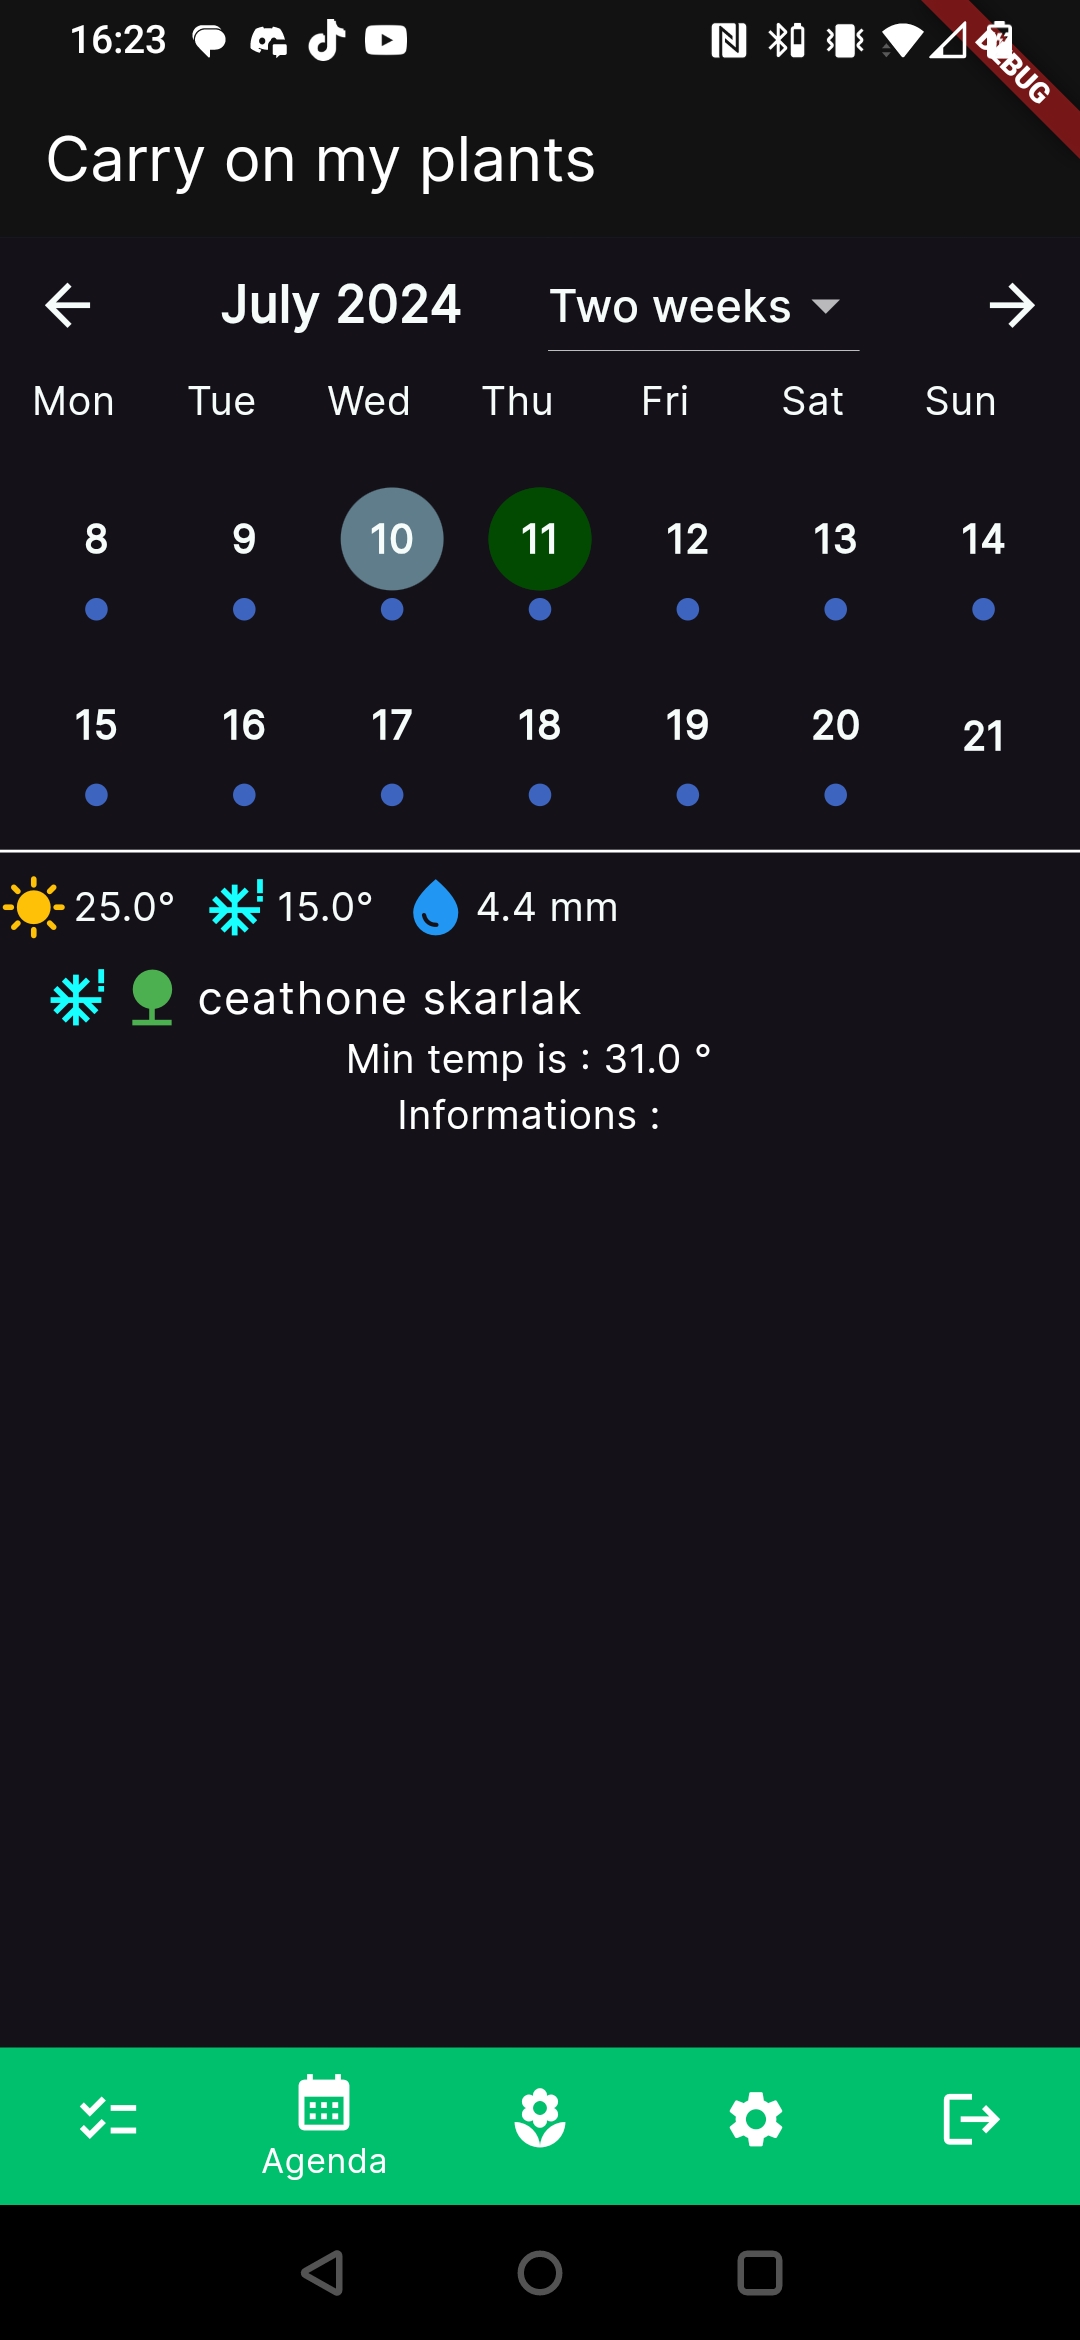 16:23
DEBUG
Carry on my plants
July 2024 Two weeks
Mon Tue Wed Thu Fri Sat Sun
8 9 10 11 12 13 14
15 16 17 18 19 20 21
25.0° 15.0° 4.4 mm
ceathone skarlak
Min temp is : 31.0 °
Informations :
Agenda